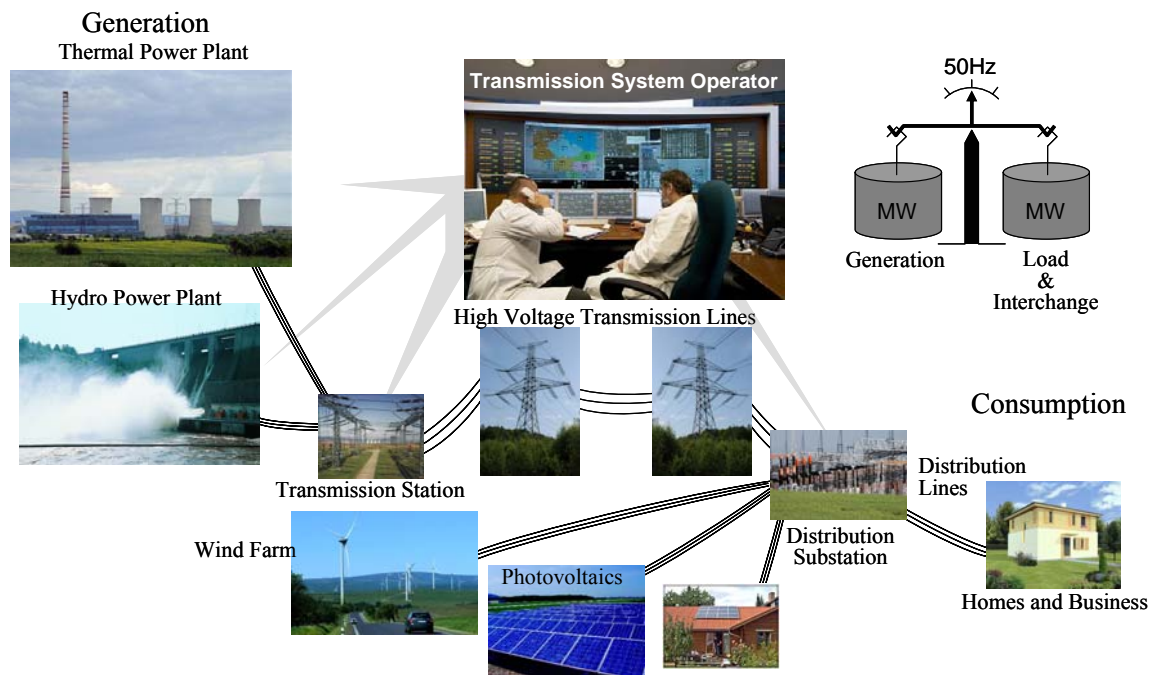 Generation
Thermal Power Plant
Transmission System Operator
50Hz
MW
MW
Generation
Load
&
Interchange
Hydro Power Plant
High Voltage Transmission Lines
Consumption
Transmission Station
Distribution
Lines
Wind Farm
Distribution
Substation
Photovoltaics
Homes and Business